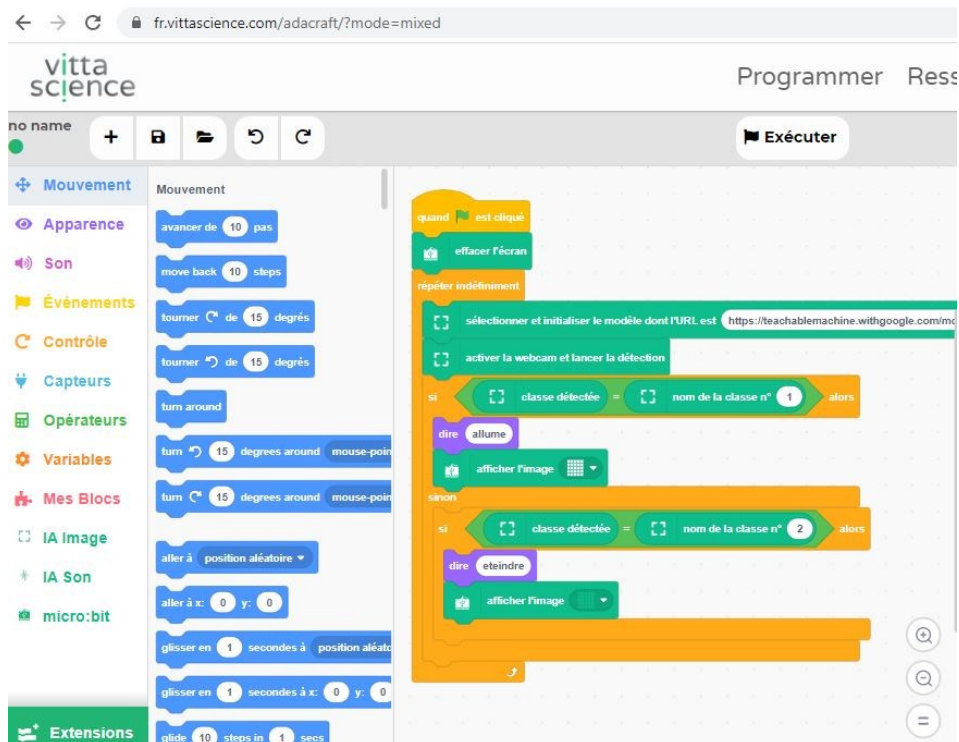 fr.vittascience.com/adacraft/?mode=mixed
vitta
science
Programmer Ress
no name
Exécuter
Mouvement
Apparence
Son
Événements
Contrôle
Capteurs
Opérateurs
Variables
Mes Blocs
IA Image
IA Son
micro:bit
Extensions
Mouvement
avancer de 10 pas
move back 10 steps
tourner de 15 degrés
tourner de 15 degrés
turn around
turn 15 degrees around mouse-poin
turn 15 degrees around mouse-poin
aller à position aléatoire
aller à x: 0 y: 0
glisser en 1 secondes à position aléato
glisser en 1 secondes à x: 0 y: 0
glide 10 steps in 1 secs
quand est cliqué
effacer l'écran
répéter indéfiniment
sélectionner et initialiser le modèle dont l'URL est https://teachablemachine.withgoogle.com/mo
activer la webcam et lancer la détection
si classe détectée = nom de la classe n° 1 alors
dire allume
afficher l'image
sinon
si classe détectée = nom de la classe n° 2 alors
dire eteindre
afficher l'image